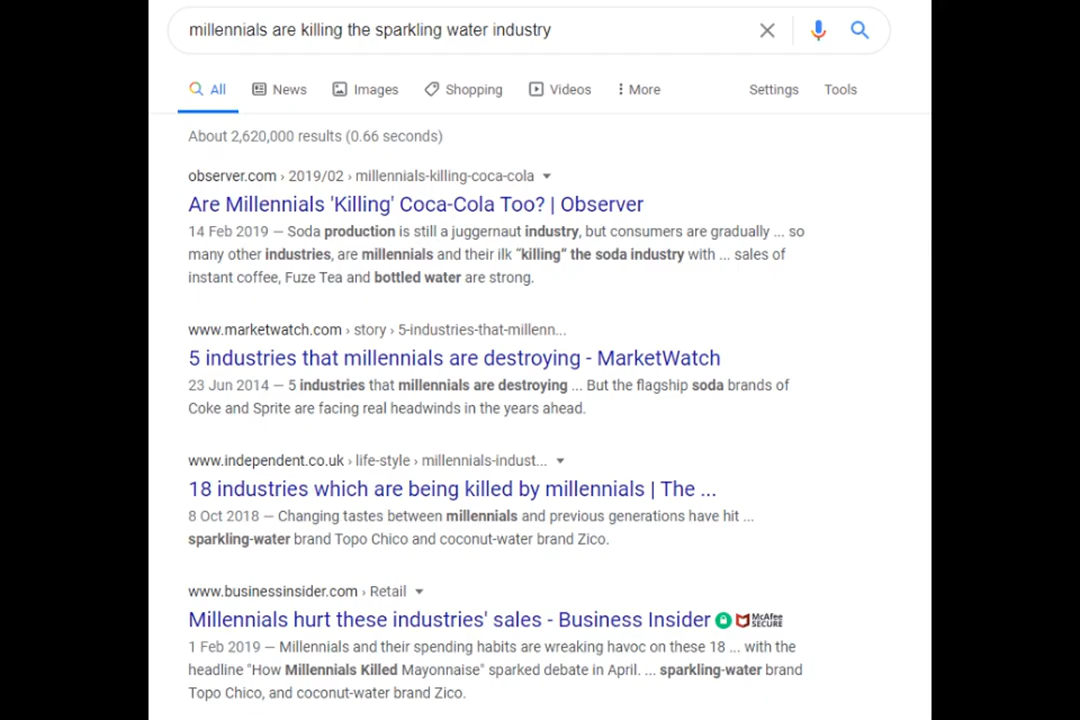 millennials are killing the sparkling water industry
All News Images Shopping Videos More Settings Tools
About 2,620,000 results (0.66 seconds)
observer.com › 2019/02 › millennials-killing-coca-cola
Are Millennials 'Killing' Coca-Cola Too? | Observer
14 Feb 2019 — Soda production is still a juggernaut industry, but consumers are gradually ... so
many other industries, are millennials and their ilk “killing” the soda industry with ... sales of
instant coffee, Fuze Tea and bottled water are strong.
www.marketwatch.com › story › 5-industries-that-millenn...
5 industries that millennials are destroying - MarketWatch
23 Jun 2014 — 5 industries that millennials are destroying ... But the flagship soda brands of
Coke and Sprite are facing real headwinds in the years ahead.
www.independent.co.uk › life-style › millennials-indust...
18 industries which are being killed by millennials | The ...
8 Oct 2018 — Changing tastes between millennials and previous generations have hit ...
sparkling-water brand Topo Chico and coconut-water brand Zico.
www.businessinsider.com › Retail
Millennials hurt these industries' sales - Business Insider McAfee SECURE
1 Feb 2019 — Millennials and their spending habits are wreaking havoc on these 18 ... with the
headline "How Millennials Killed Mayonnaise" sparked debate in April. ... sparkling-water brand
Topo Chico, and coconut-water brand Zico.